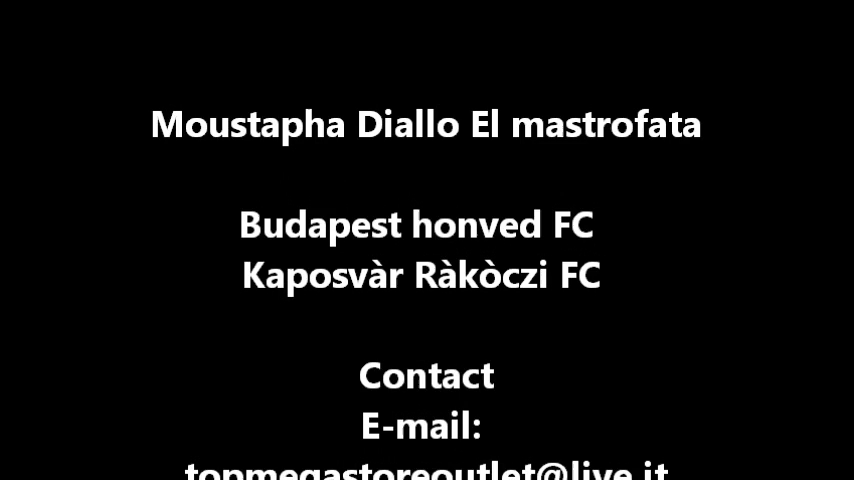 Moustapha Diallo El mastrofata
Budapest honved FC
Kaposvàr Ràkòczi FC
Contact
E-mail:
topmegastoreoutlet@live.it